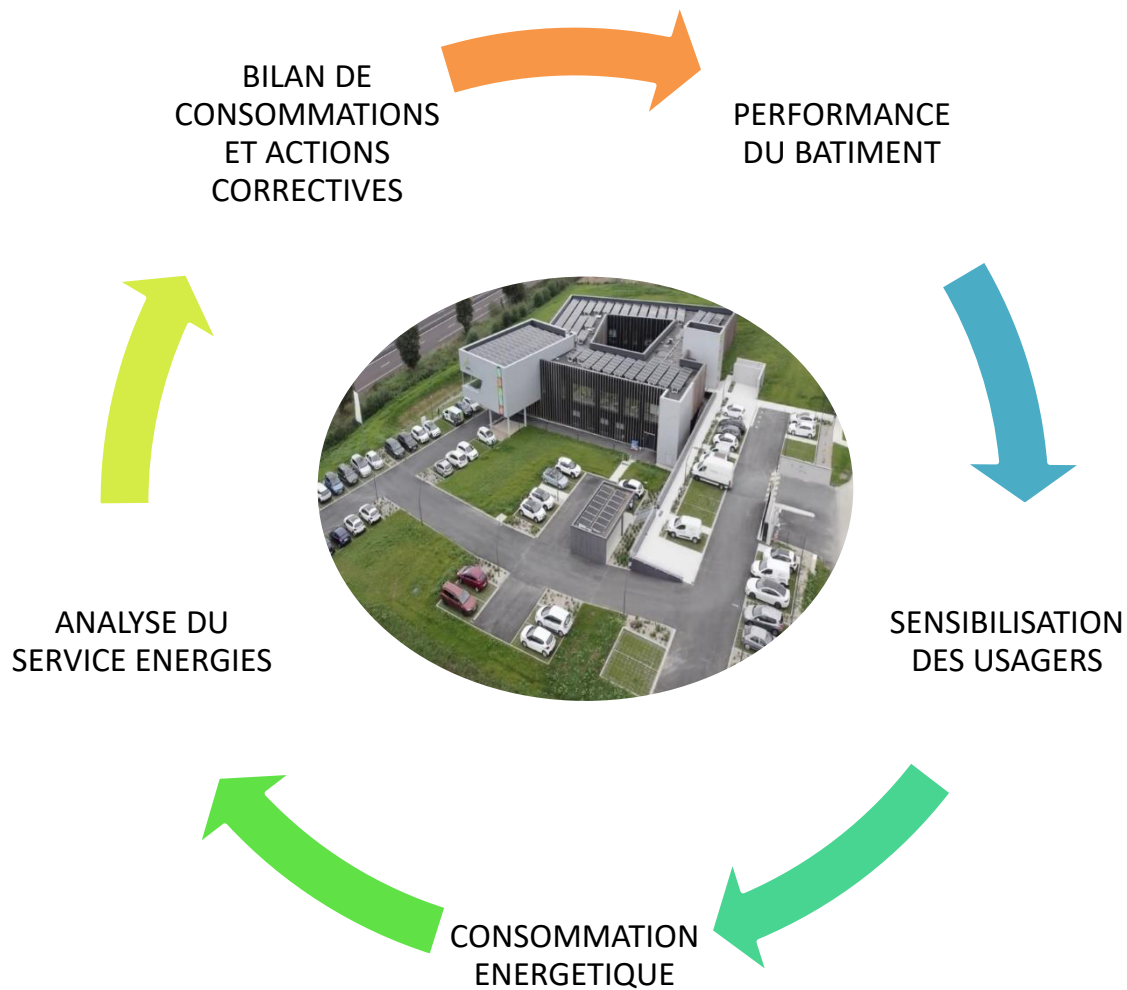 BILAN DE
CONSOMMATIONS
ET ACTIONS
CORRECTIVES
PERFORMANCE
DU BATIMENT
SENSIBILISATION
DES USAGERS
CONSOMMATION
ENERGETIQUE
ANALYSE DU
SERVICE ENERGIES